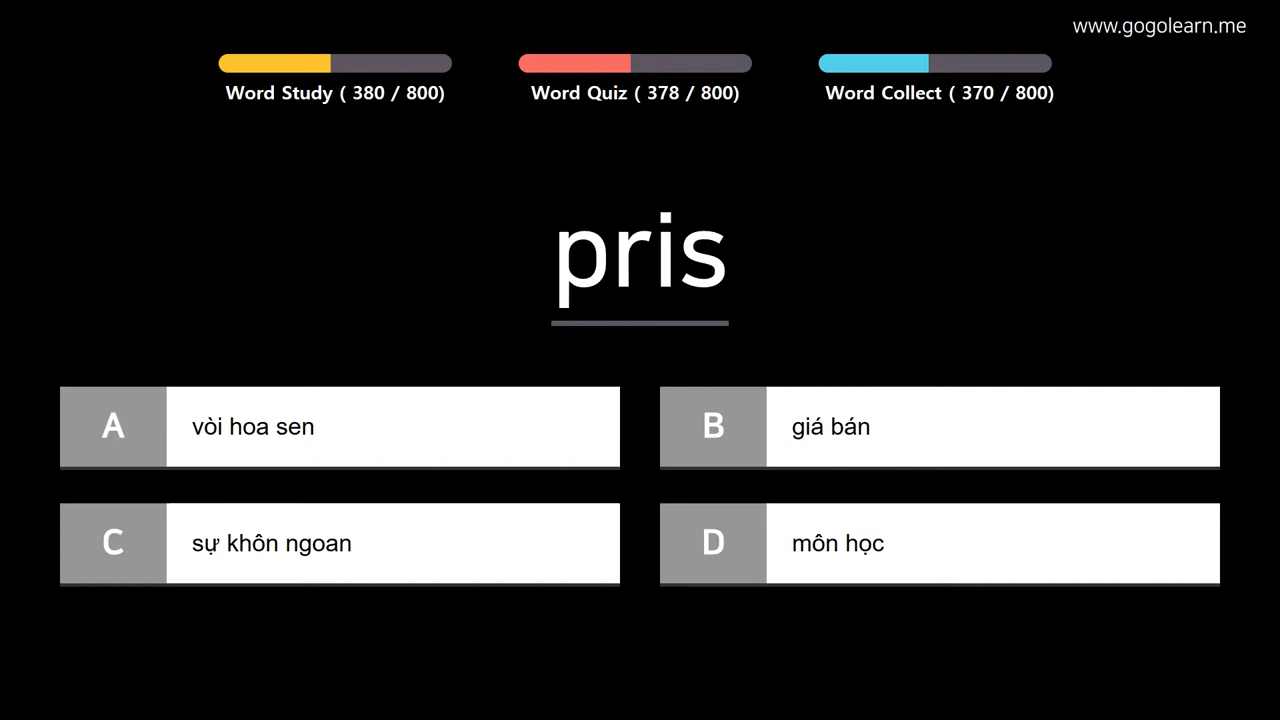 www.gogolearn.me
Word Study ( 380 / 800)
Word Quiz ( 378 / 800)
Word Collect ( 370 / 800)
pris
A vòi hoa sen
B giá bán
C sự khôn ngoan
D môn học